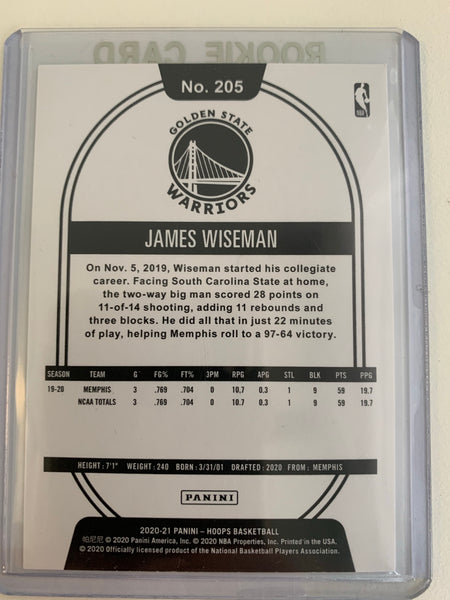 ROOKIE CARD
No. 205
GOLDEN STATE
WARRIORS
JAMES WISEMAN
On Nov. 5, 2019, Wiseman started his collegiate
career. Facing South Carolina State at home,
the two-way big man scored 28 points on
11-of-14 shooting, adding 11 rebounds and
three blocks. He did all that in just 22 minutes
of play, helping Memphis roll to a 97-64 victory.
SEASON TEAM G FG% FT% 3PM RPG APG STL BLK PTS PPG
19-20 MEMPHIS 3 .769 .704 0 10.7 0.3 1 9 59 19.7
NCAA TOTALS 3 .769 .704 0 10.7 0.3 1 9 59 19.7
HEIGHT: 7'1" WEIGHT: 240 BORN: 3/31/01 DRAFTED: 2020 FROM: MEMPHIS
PANINI
2020-21 PANINI – HOOPS BASKETBALL
帕尼尼 © 2020 Panini America, Inc. © 2020 NBA Properties, Inc. Printed in the USA.
© 2020 Officially licensed product of the National Basketball Players Association.